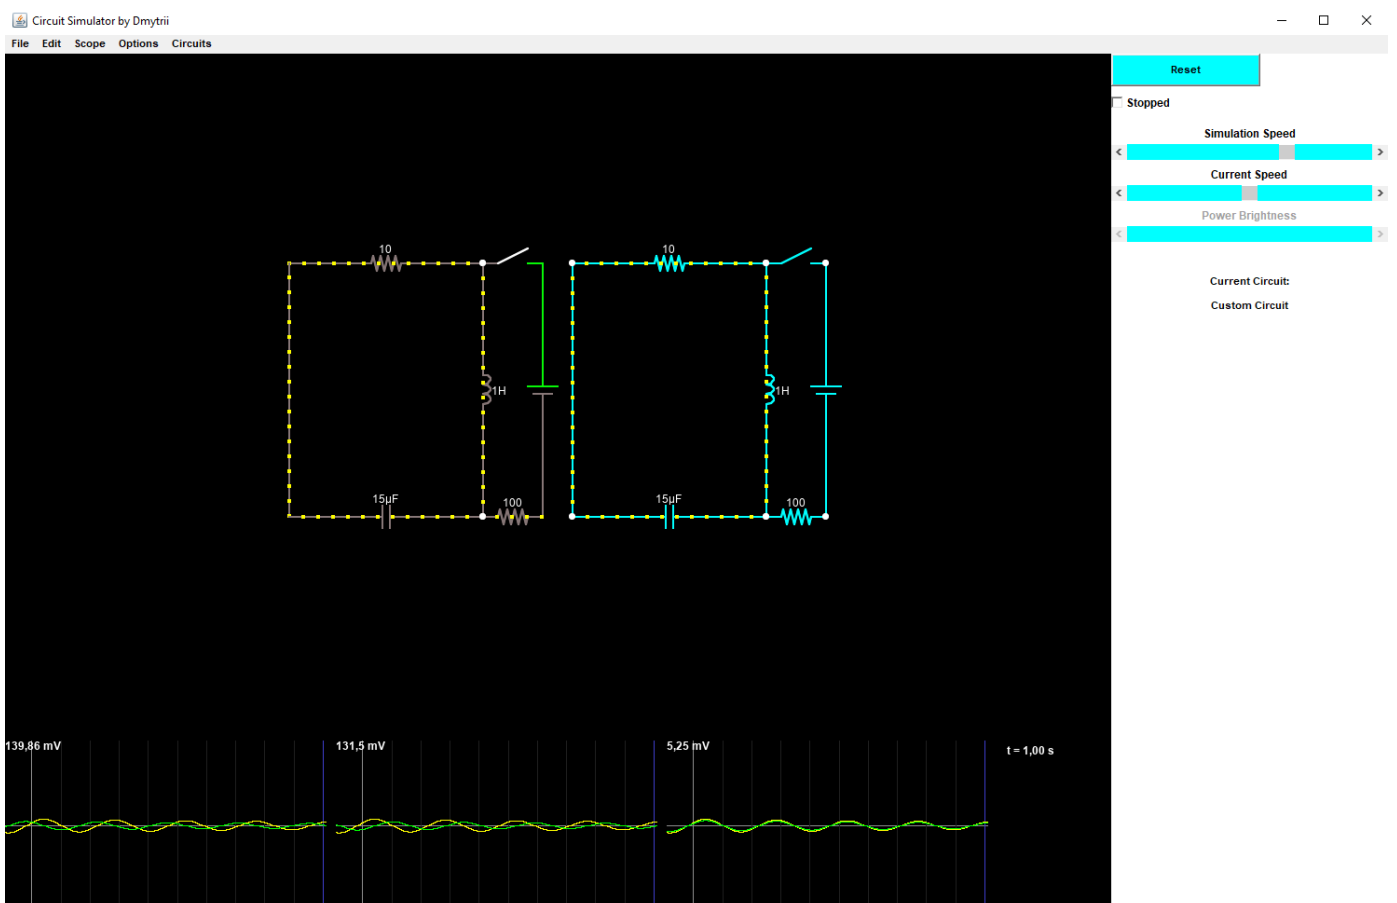 Circuit Simulator by Dmytrii
File Edit Scope Options Circuits
Reset
Stopped
Simulation Speed
< >
Current Speed
< >
Power Brightness
< >
Current Circuit:
Custom Circuit
10 10
1H 1H
15µF 100 15µF 100
139,86 mV 131,5 mV 5,25 mV t = 1,00 s